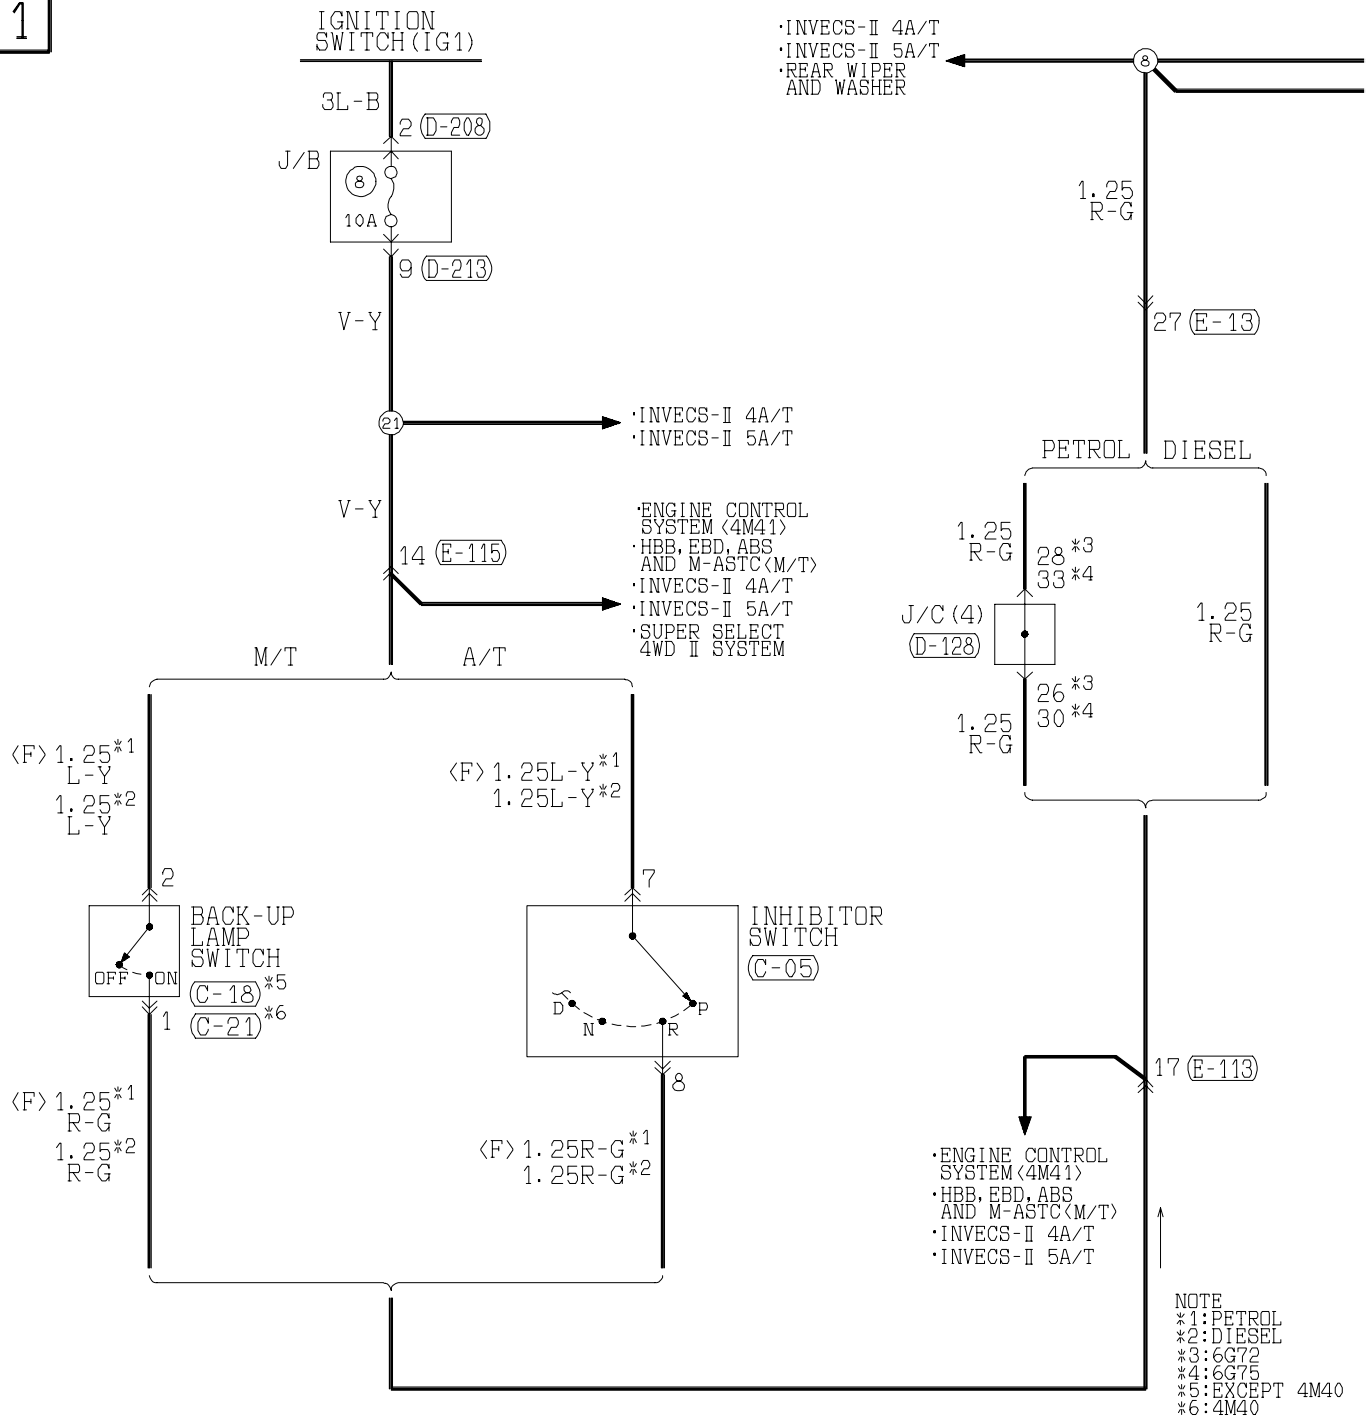 1
IGNITION
SWITCH(IG1)
3L-B
2 (D-208)
J/B
8
10A
9 (D-213)
V-Y
21
·INVECS-Ⅱ 4A/T
·INVECS-Ⅱ 5A/T
V-Y
14 (E-115)
·ENGINE CONTROL
SYSTEM〈4M41〉
·HBB, EBD, ABS
AND M-ASTC〈M/T〉
·INVECS-Ⅱ 4A/T
·INVECS-Ⅱ 5A/T
·SUPER SELECT
4WD Ⅱ SYSTEM
M/T
A/T
〈F〉1.25*1
L-Y
1.25*2
L-Y
〈F〉1.25L-Y*1
1.25L-Y*2
2
BACK-UP
LAMP
SWITCH
(C-18)*5
(C-21)*6
OFF
ON
1
7
INHIBITOR
SWITCH
(C-05)
D
N
R
P
8
〈F〉1.25*1
R-G
1.25*2
R-G
〈F〉1.25R-G*1
1.25R-G*2
·INVECS-Ⅱ 4A/T
·INVECS-Ⅱ 5A/T
·REAR WIPER
AND WASHER
8
1.25
R-G
27 (E-13)
PETROL
DIESEL
1.25
R-G
28*3
33*4
J/C(4)
(D-128)
26*3
30*4
1.25
R-G
1.25
R-G
17 (E-113)
·ENGINE CONTROL
SYSTEM〈4M41〉
·HBB, EBD, ABS
AND M-ASTC〈M/T〉
·INVECS-Ⅱ 4A/T
·INVECS-Ⅱ 5A/T
NOTE
*1:PETROL
*2:DIESEL
*3:6G72
*4:6G75
*5:EXCEPT 4M40
*6:4M40